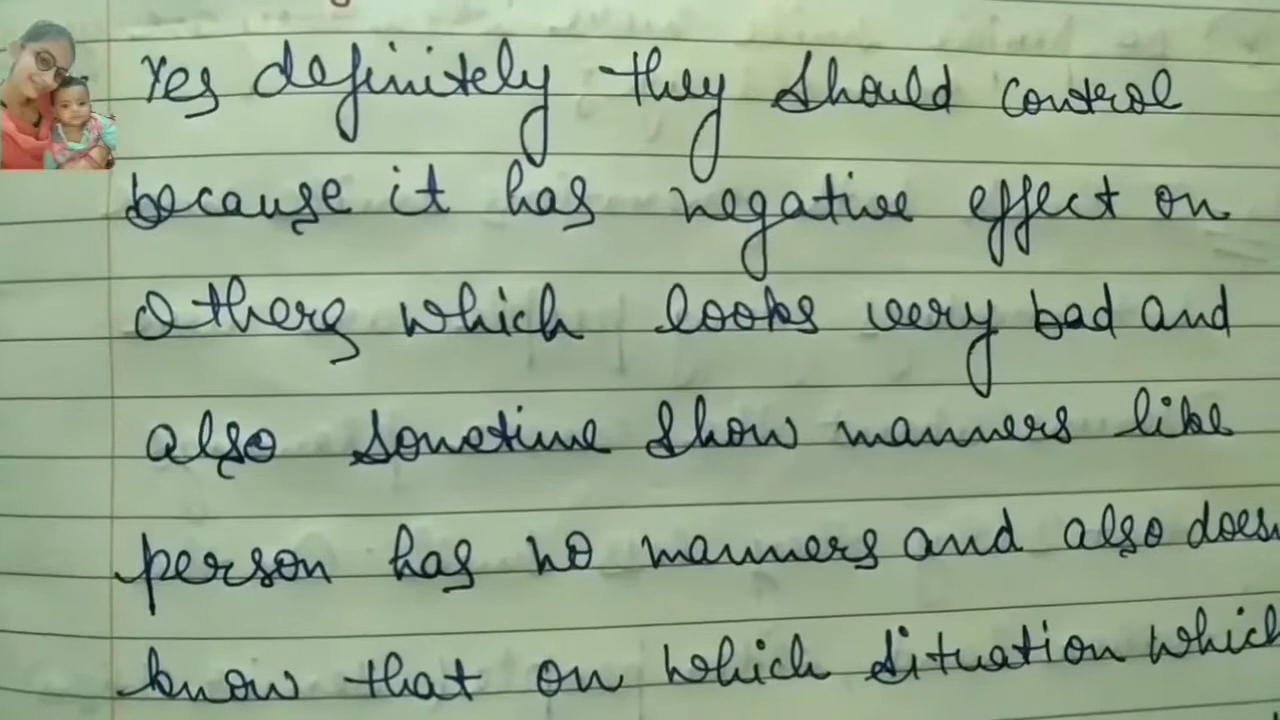 Yes definitely they should control
because it has negative effect on
others which looks very bad and
also sometime show manners like
person has no manners and also does
know that on which situation which